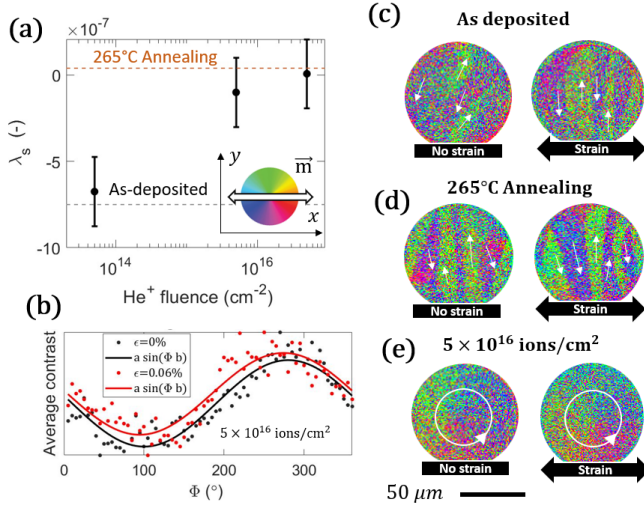 (a)
×10⁻⁷
265°C Annealing
0
-5
-10
λₛ (-)
As-deposited
y
m
x
10¹⁴
10¹⁶
He⁺ fluence (cm⁻²)
(b)
ϵ=0%
a sin(Φ b)
ϵ=0.06%
a sin(Φ b)
5 × 10¹⁶ ions/cm²
Average contrast
0
100
200
300
Φ (°)
(c)
As deposited
No strain
Strain
(d)
265°C Annealing
No strain
Strain
(e)
5 × 10¹⁶ ions/cm²
No strain
Strain
50 μm